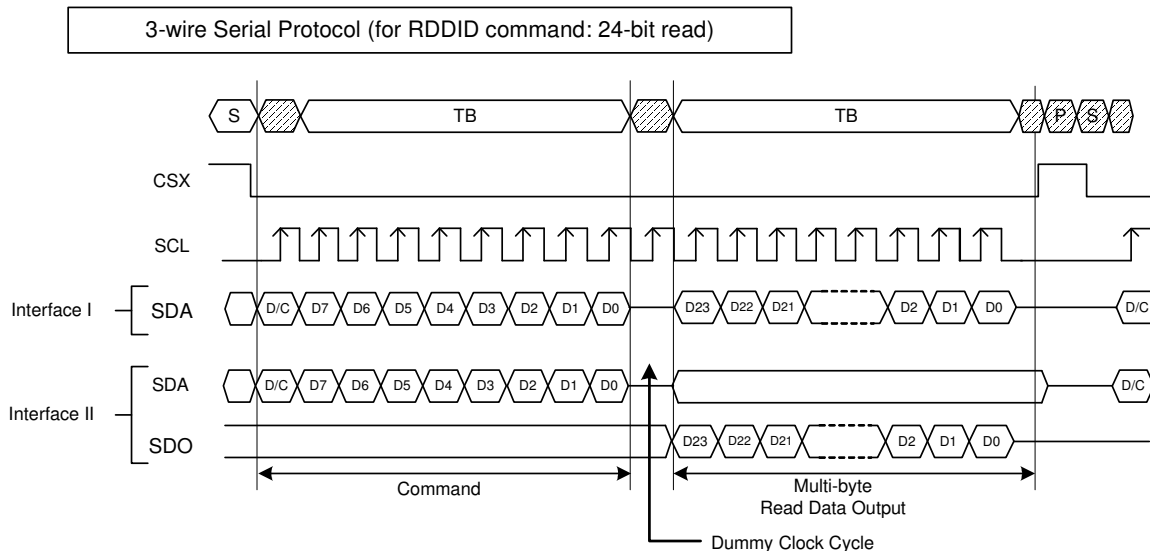 3-wire Serial Protocol (for RDDID command: 24-bit read)
S TB TB P S
CSX
SCL
Interface I SDA D/C D7 D6 D5 D4 D3 D2 D1 D0 D23 D22 D21 D2 D1 D0 D/C
SDA D/C D7 D6 D5 D4 D3 D2 D1 D0 D/C
Interface II
SDO D23 D22 D21 D2 D1 D0
Command
Multi-byte
Read Data Output
Dummy Clock Cycle